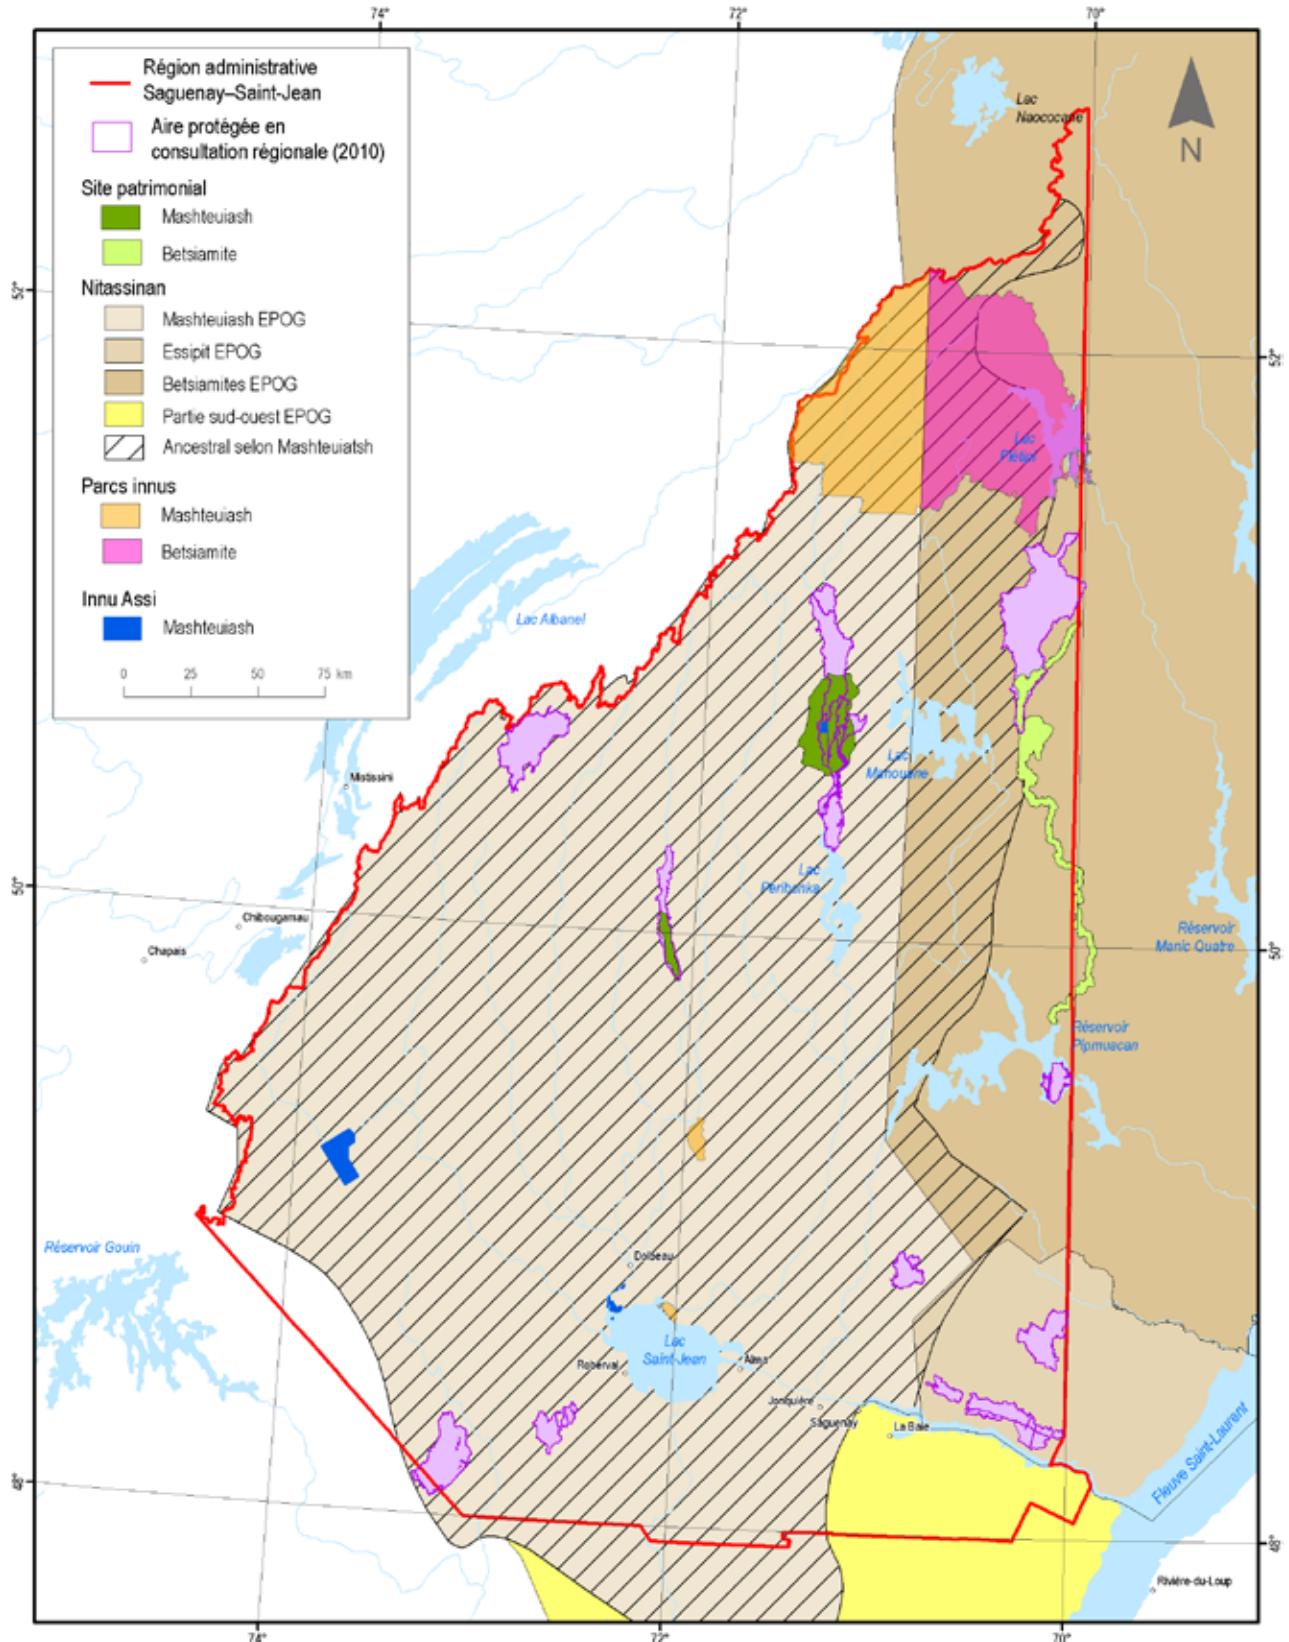 74°
72°
70°
Région administrative
Saguenay–Saint-Jean
Aire protégée en
consultation régionale (2010)
Site patrimonial
Mashteuiash
Betsiamite
Nitassinan
Mashteuiash EPOG
Essipit EPOG
Betsiamites EPOG
Partie sud-ouest EPOG
Ancestral selon Mashteuiatsh
Parcs innus
Mashteuiash
Betsiamite
Innu Assi
Mashteuiash
0 25 50 75 km
N
Lac
Naococane
52°
52°
Lac
Plétipi
Lac Albanel
Mistissini
Lac
Manouane
Lac
Péribonka
50°
Chibougamau
Chapais
Réservoir
Manic Quatre
50°
Réservoir
Pipmuacan
Réservoir Gouin
Dolbeau
Lac
Saint-Jean
Roberval
Alma
Jonquière
Saguenay
La Baie
Fleuve Saint-Laurent
48°
48°
Rivière-du-Loup
74°
72°
70°